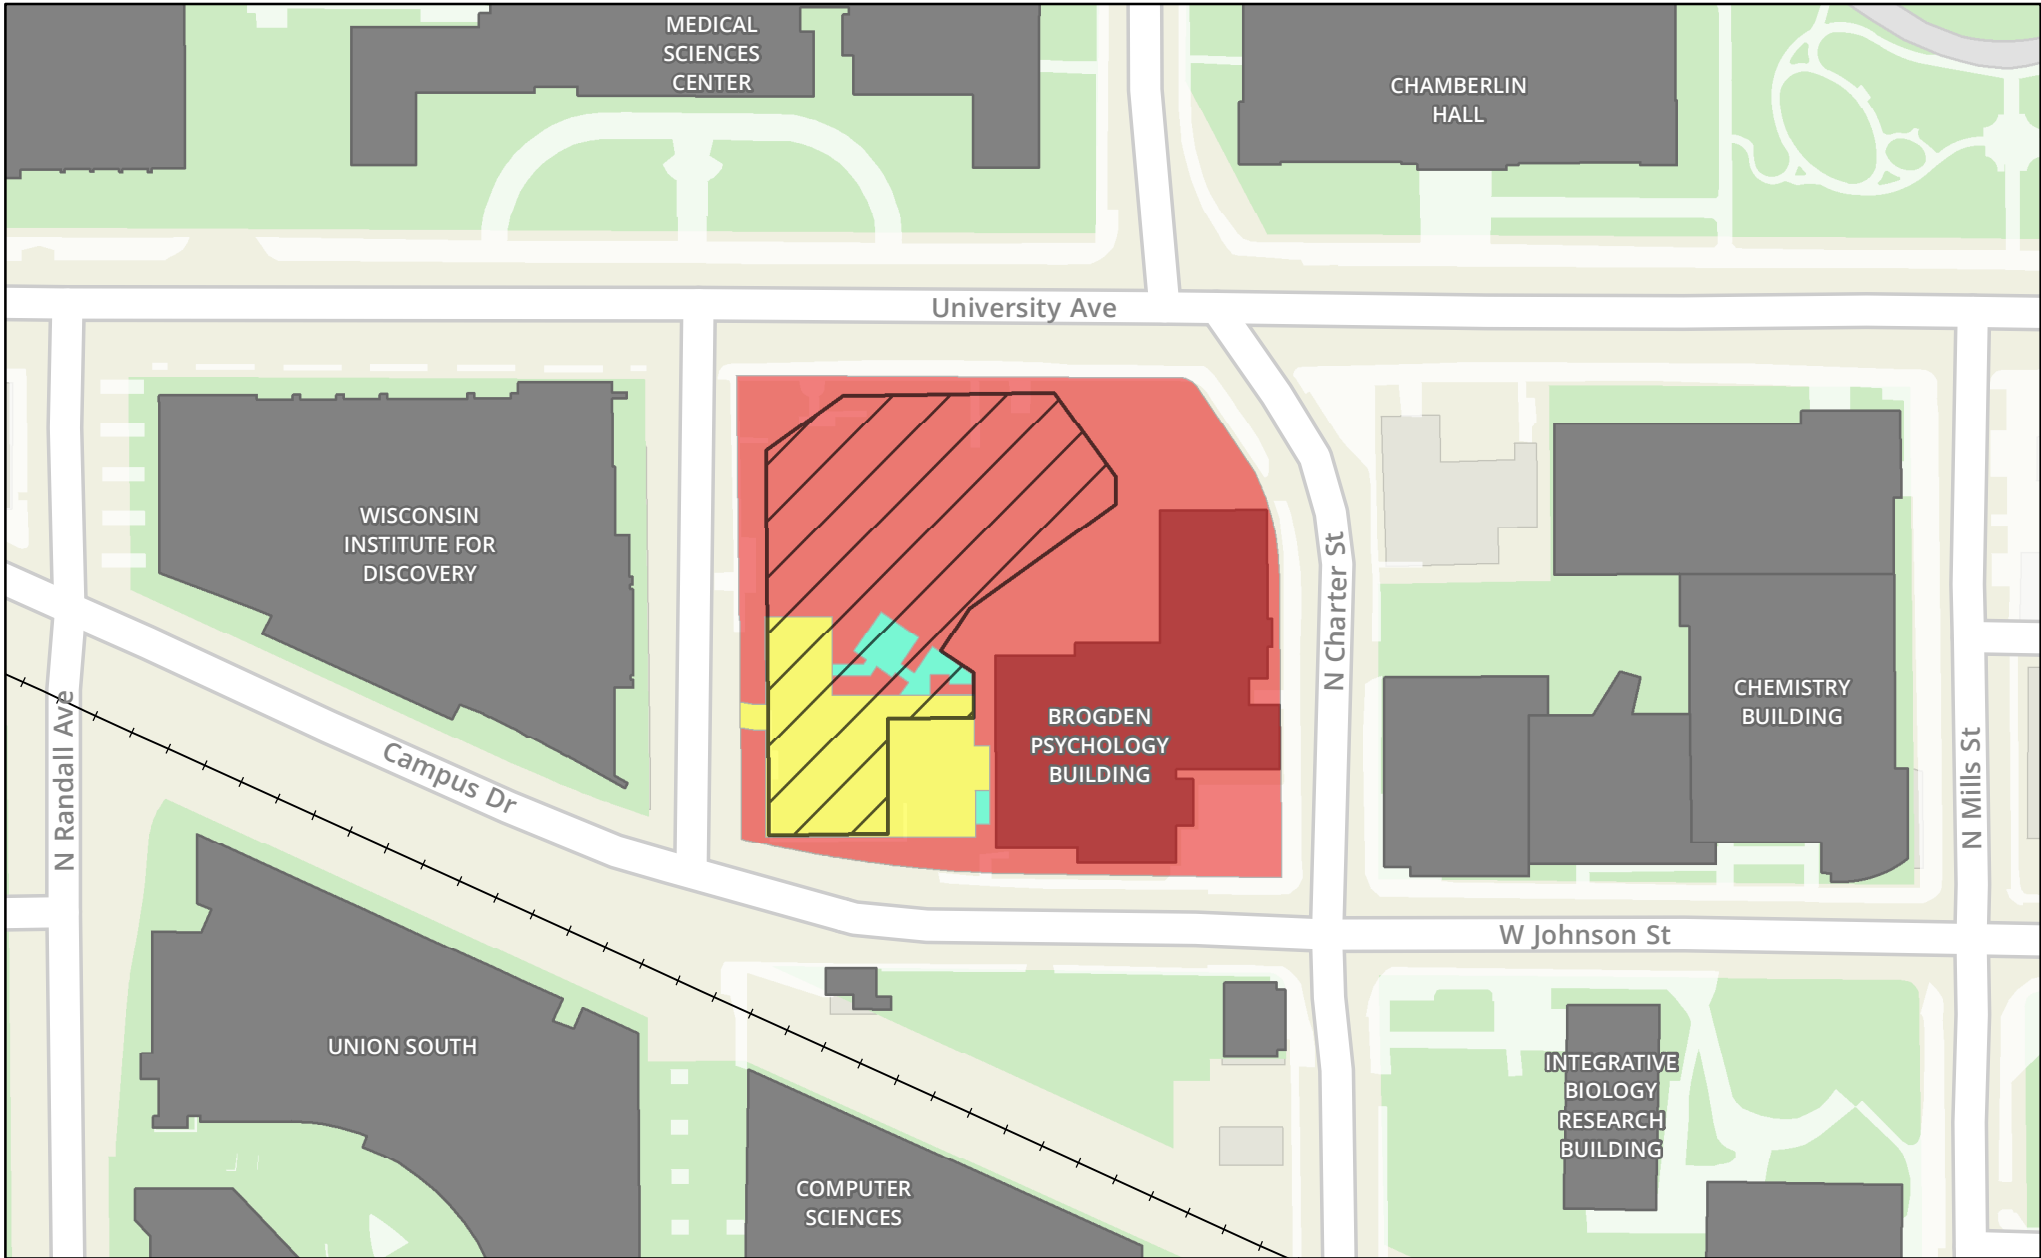 MEDICAL
SCIENCES
CENTER
CHAMBERLIN
HALL
University Ave
WISCONSIN
INSTITUTE FOR
DISCOVERY
N Charter St
CHEMISTRY
BUILDING
BROGDEN
PSYCHOLOGY
BUILDING
N Randall Ave
Campus Dr
N Mills St
W Johnson St
UNION SOUTH
INTEGRATIVE
BIOLOGY
RESEARCH
BUILDING
COMPUTER
SCIENCES